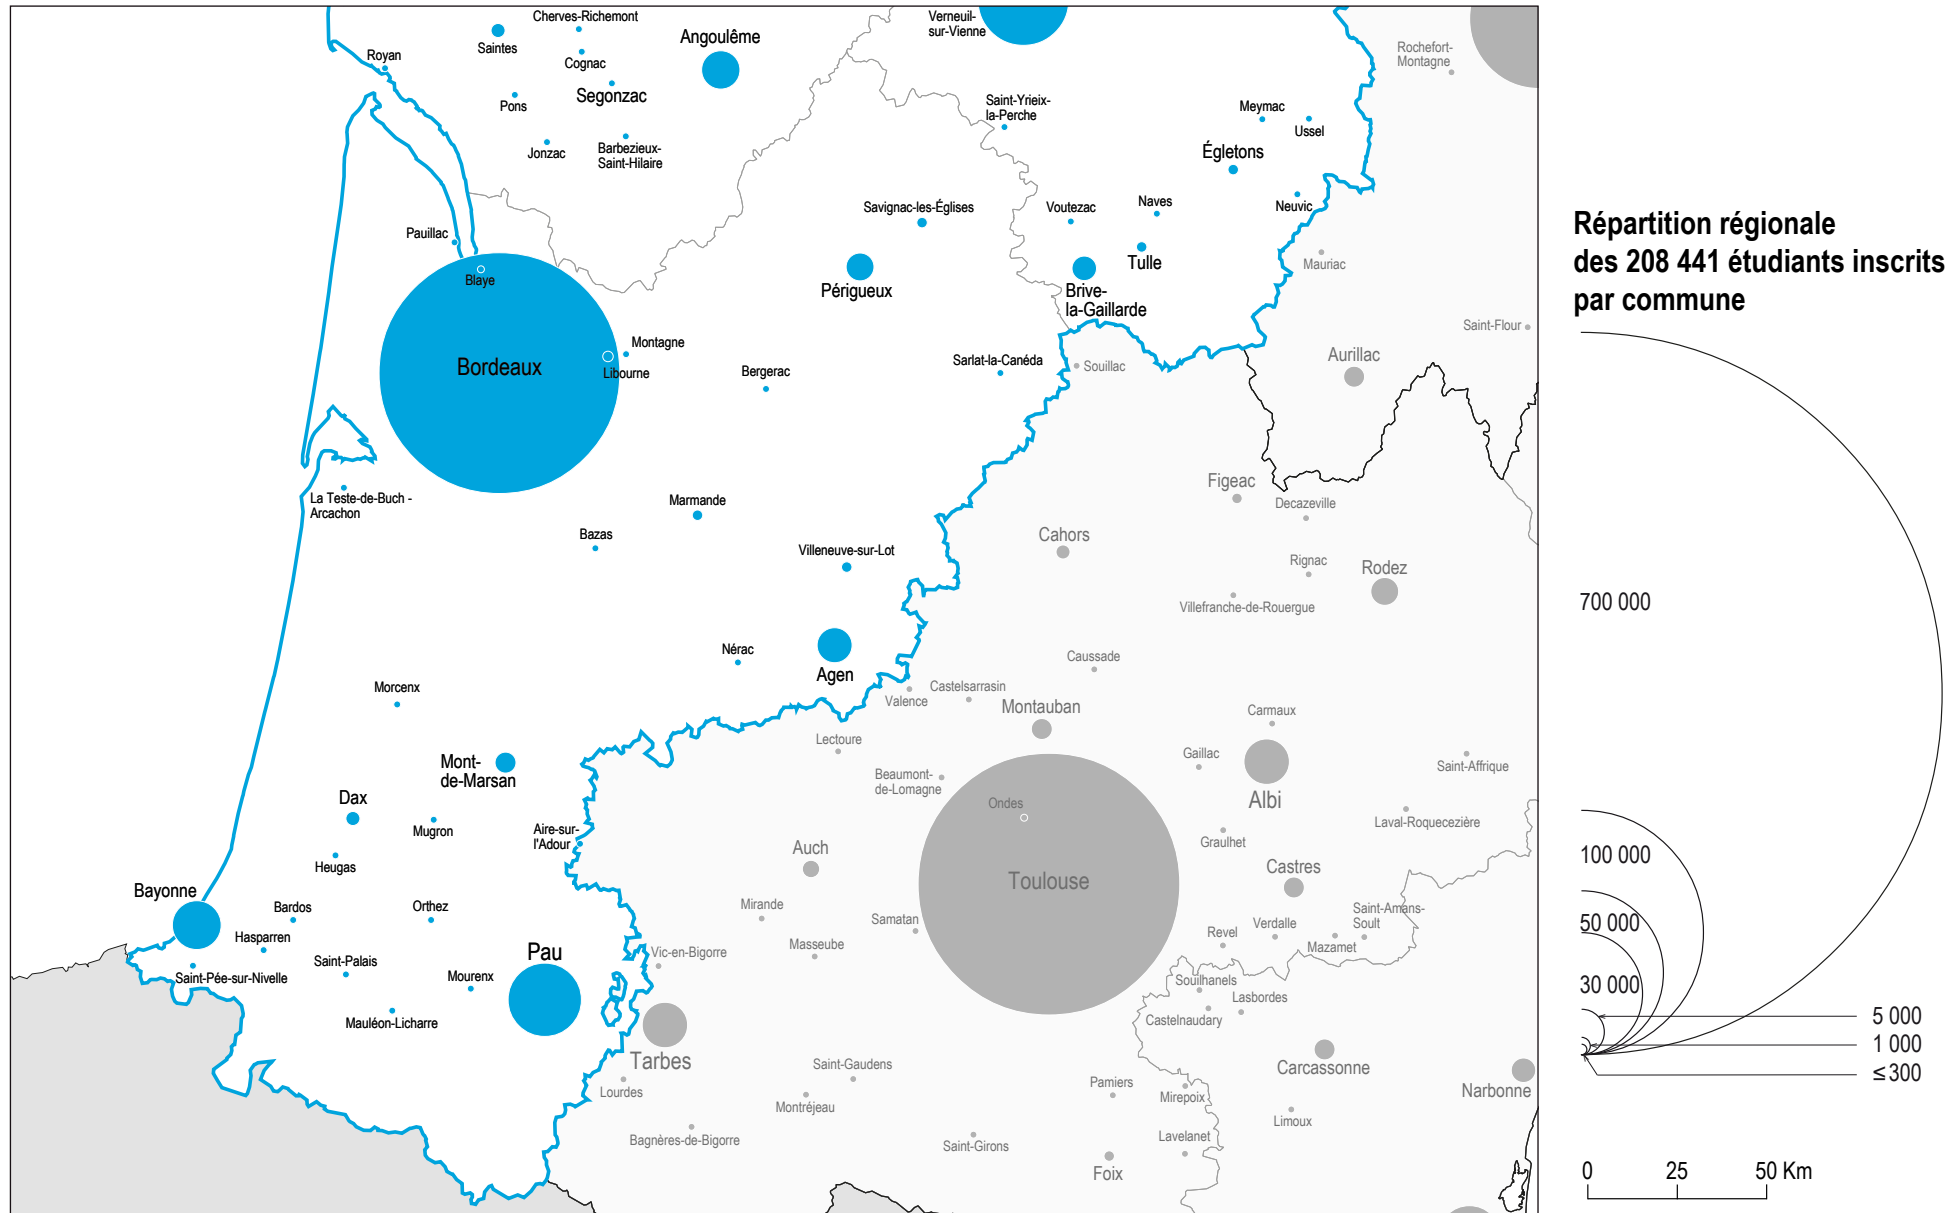 Cherves-Richemont
Verneuil-
sur-Vienne
Saintes
Angoulême
Royan
Cognac
Rochefort-
Montagne
Segonzac
Pons
Saint-Yrieix-
la-Perche
Meymac
Ussel
Jonzac
Barbezieux-
Saint-Hilaire
Égletons
Savignac-les-Églises
Voutezac
Naves
Neuvic
Pauillac
Mauriac
Tulle
Blaye
Périgueux
Brive-
la-Gaillarde
Saint-Flour
Montagne
Aurillac
Bordeaux
Libourne
Bergerac
Sarlat-la-Canéda
Souillac
Figeac
La Teste-de-Buch -
Arcachon
Marmande
Decazeville
Bazas
Villeneuve-sur-Lot
Cahors
Rignac
Rodez
Villefranche-de-Rouergue
Nérac
Agen
Caussade
Morcenx
Valence
Castelsarrasin
Montauban
Carmaux
Lectoure
Gaillac
Mont-
de-Marsan
Beaumont-
de-Lomagne
Saint-Affrique
Dax
Ondes
Albi
Mugron
Aire-sur-
l'Adour
Laval-Roquecezière
Graulhet
Heugas
Auch
Castres
Toulouse
Bayonne
Bardos
Orthez
Mirande
Samatan
Saint-Amans-
Soult
Hasparren
Masseube
Revel
Verdalle
Mazamet
Saint-Palais
Pau
Vic-en-Bigorre
Saint-Pée-sur-Nivelle
Mourenx
Souilhanels
Lasbordes
Mauléon-Licharre
Castelnaudary
Tarbes
Saint-Gaudens
Carcassonne
Lourdes
Montréjeau
Pamiers
Mirepoix
Narbonne
Limoux
Bagnères-de-Bigorre
Saint-Girons
Lavelanet
Foix
Répartition régionale
des 208 441 étudiants inscrits
par commune
700 000
100 000
50 000
30 000
5 000
1 000
≤ 300
0 25 50 Km